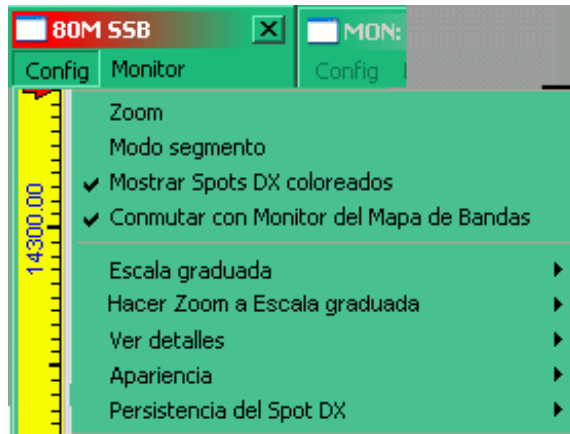 80M SSB
MON:
Config Monitor
Config
Zoom
Modo segmento
Mostrar Spots DX coloreados
Conmutar con Monitor del Mapa de Bandas
14300.00
Escala graduada
Hacer Zoom a Escala graduada
Ver detalles
Apariencia
Persistencia del Spot DX